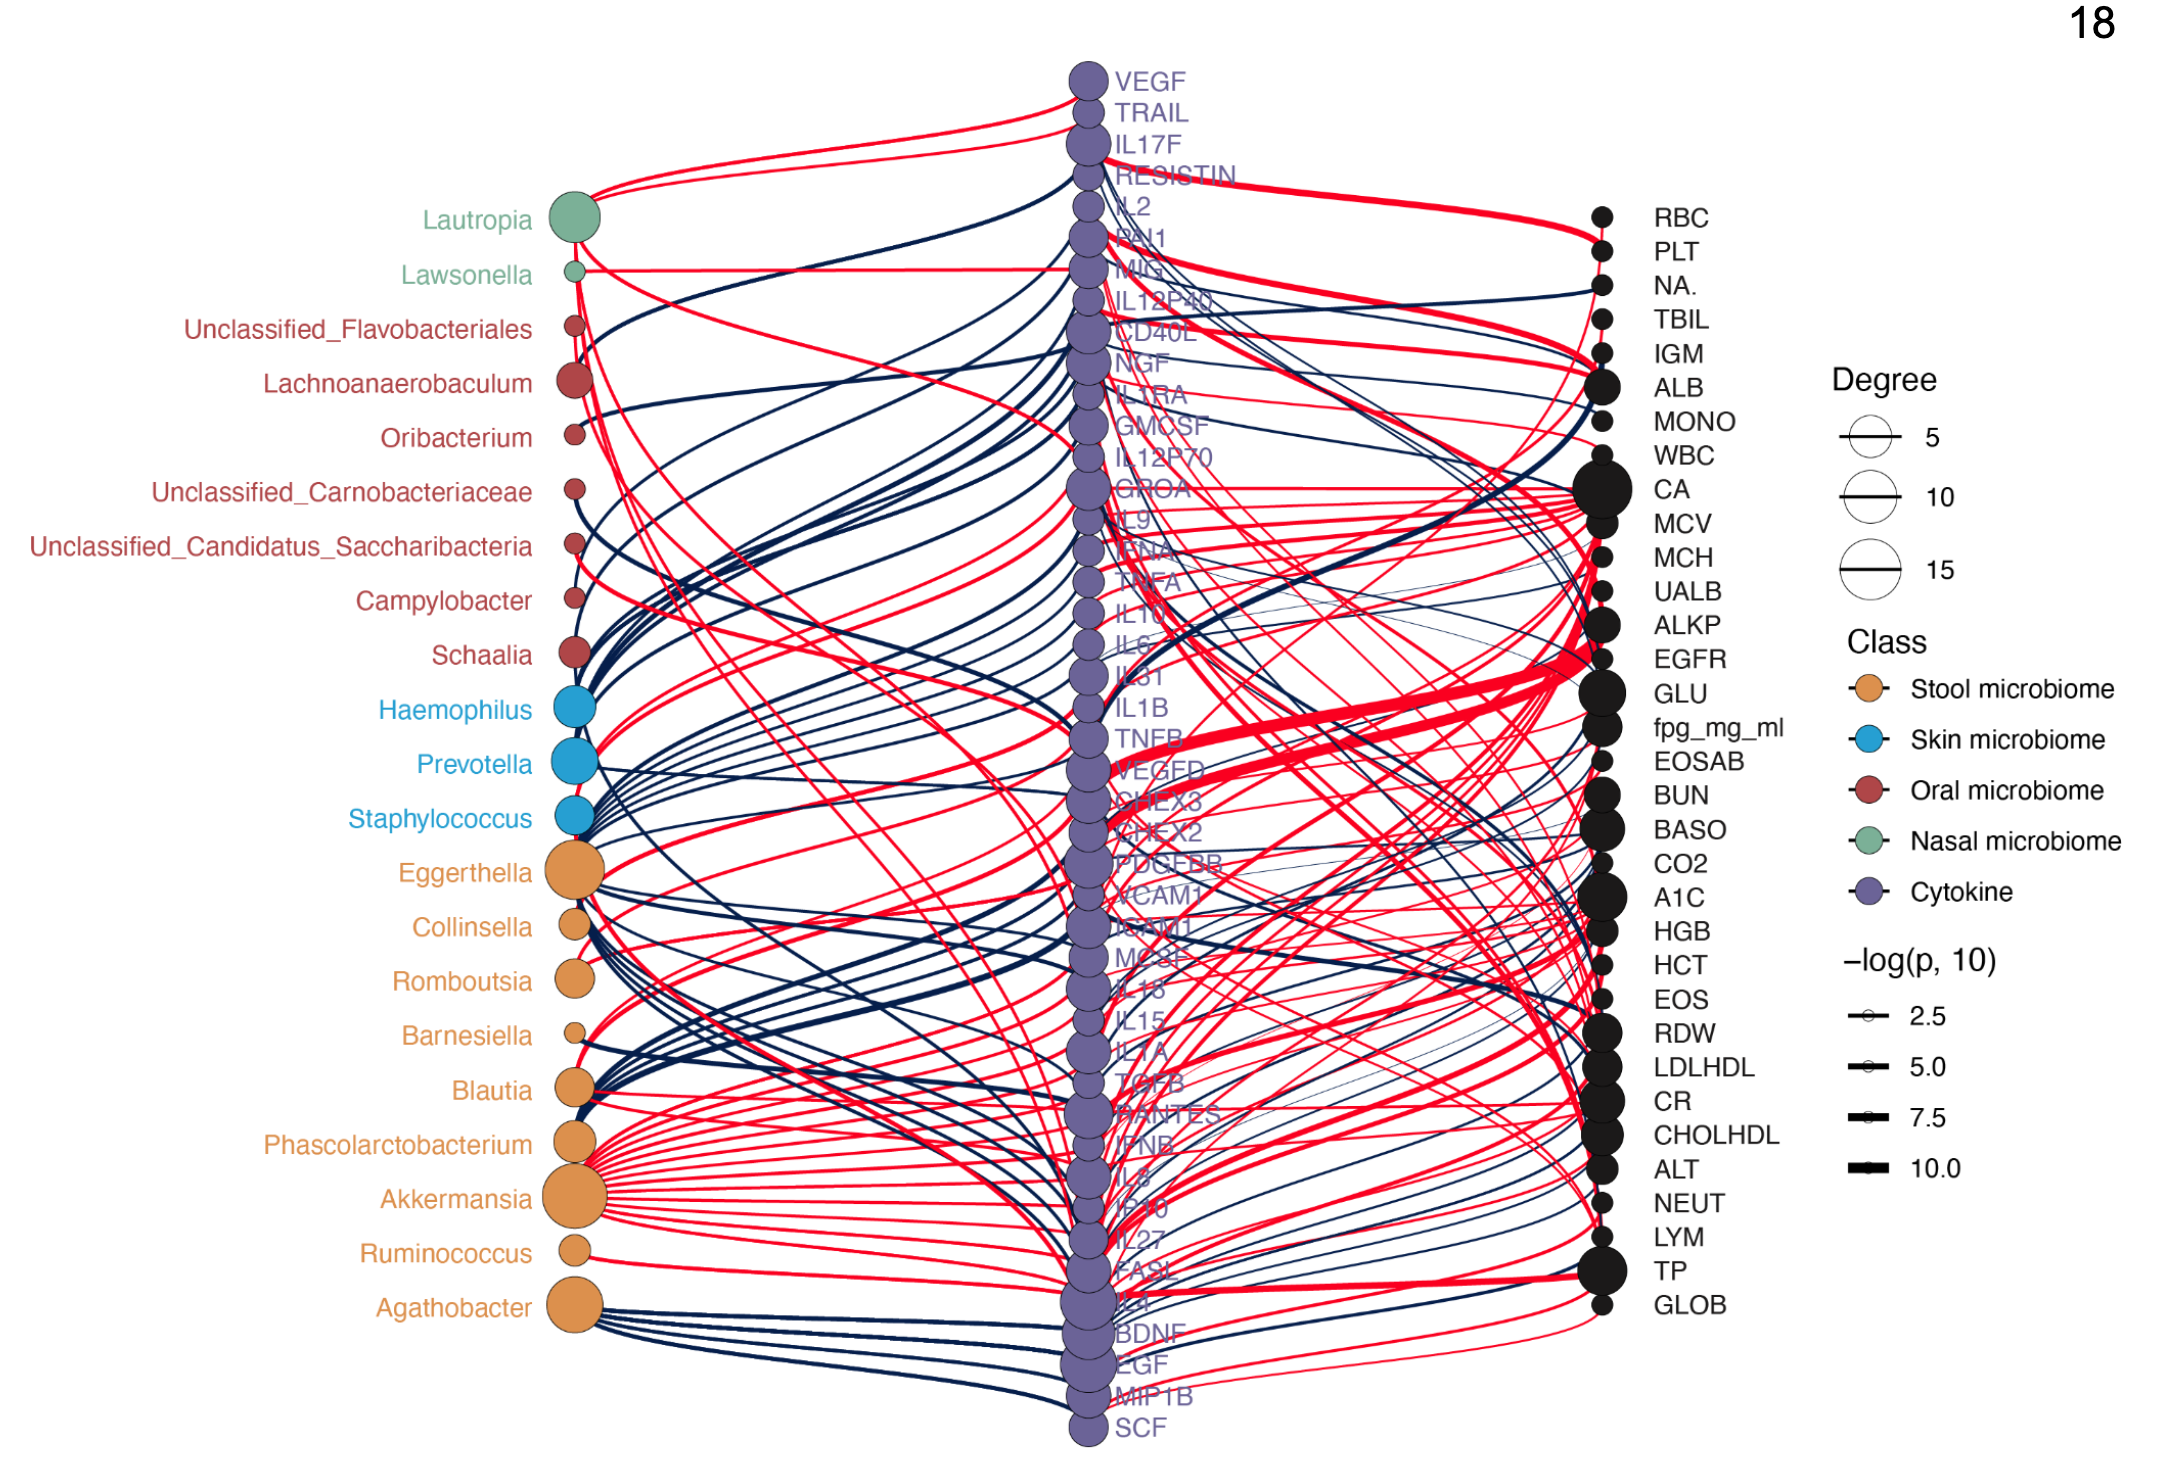 18
Lautropia
Lawsonella
Unclassified_Flavobacteriales
Lachnoanaerobaculum
Oribacterium
Unclassified_Carnobacteriaceae
Unclassified_Candidatus_Saccharibacteria
Campylobacter
Schaalia
Haemophilus
Prevotella
Staphylococcus
Eggerthella
Collinsella
Romboutsia
Barnesiella
Blautia
Phascolarctobacterium
Akkermansia
Ruminococcus
Agathobacter
VEGF
TRAIL
IL17F
RESISTIN
IL2
PAI1
MIG
IL12P40
CD40L
NGF
IL1RA
GMCSF
IL12P70
GROA
IL9
IFNA
TNFA
IL10
IL6
IL31
IL1B
TNFB
VEGFD
CHEX3
CHEX2
PDGFBB
VCAM1
ICAM1
MCSF
IL18
IL15
IL1A
TGFB
RANTES
IFNB
IL8
IP10
IL27
FASL
IL4
BDNF
EGF
MIP1B
SCF
RBC
PLT
NA.
TBIL
IGM
ALB
MONO
WBC
CA
MCV
MCH
UALB
ALKP
EGFR
GLU
fpg_mg_ml
EOSAB
BUN
BASO
CO2
A1C
HGB
HCT
EOS
RDW
LDLHDL
CR
CHOLHDL
ALT
NEUT
LYM
TP
GLOB
Degree
5
10
15
Class
Stool microbiome
Skin microbiome
Oral microbiome
Nasal microbiome
Cytokine
−log(p, 10)
2.5
5.0
7.5
10.0